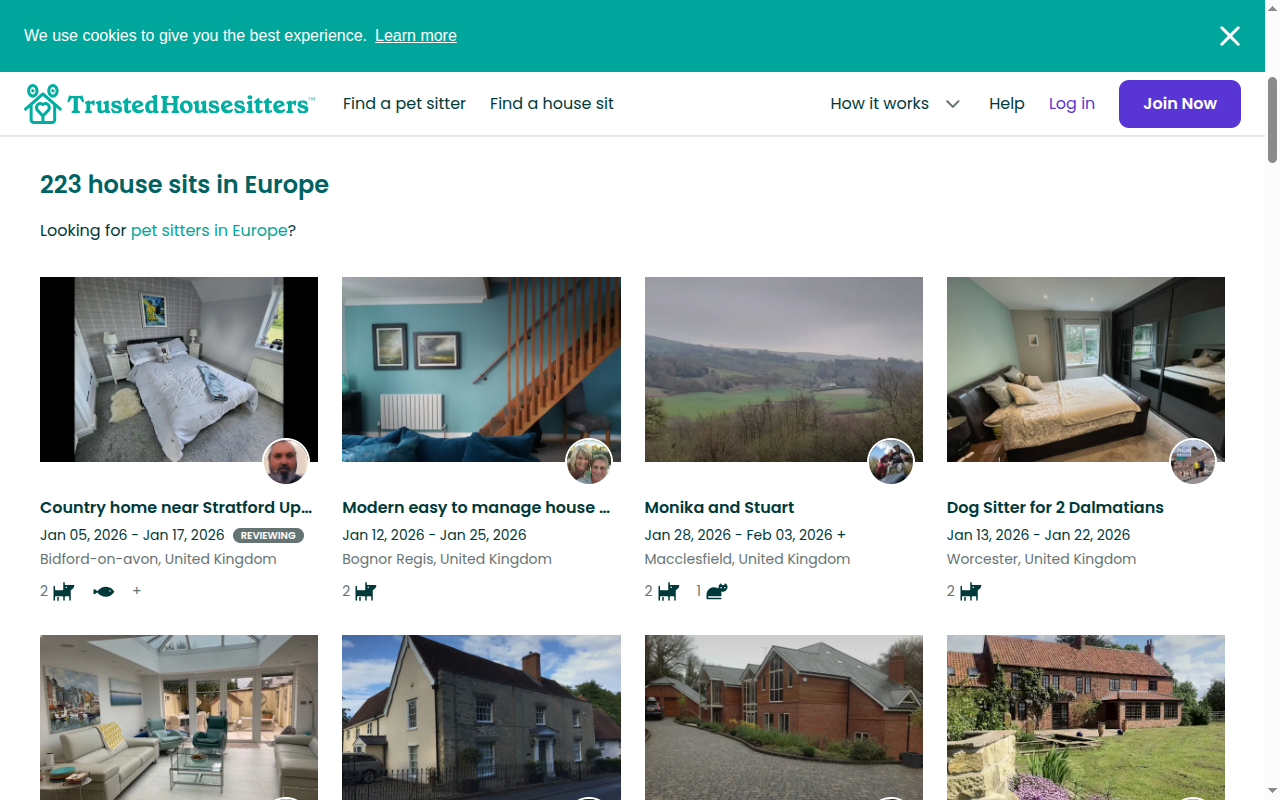 We use cookies to give you the best experience. Learn more
TrustedHousesitters™ Find a pet sitter Find a house sit How it works Help Log in Join Now
223 house sits in Europe
Looking for pet sitters in Europe?
Country home near Stratford Up...
Jan 05, 2026 - Jan 17, 2026 REVIEWING
Bidford-on-avon, United Kingdom
2 +
Modern easy to manage house ...
Jan 12, 2026 - Jan 25, 2026
Bognor Regis, United Kingdom
2
Monika and Stuart
Jan 28, 2026 - Feb 03, 2026 +
Macclesfield, United Kingdom
2 1
Dog Sitter for 2 Dalmatians
Jan 13, 2026 - Jan 22, 2026
Worcester, United Kingdom
2